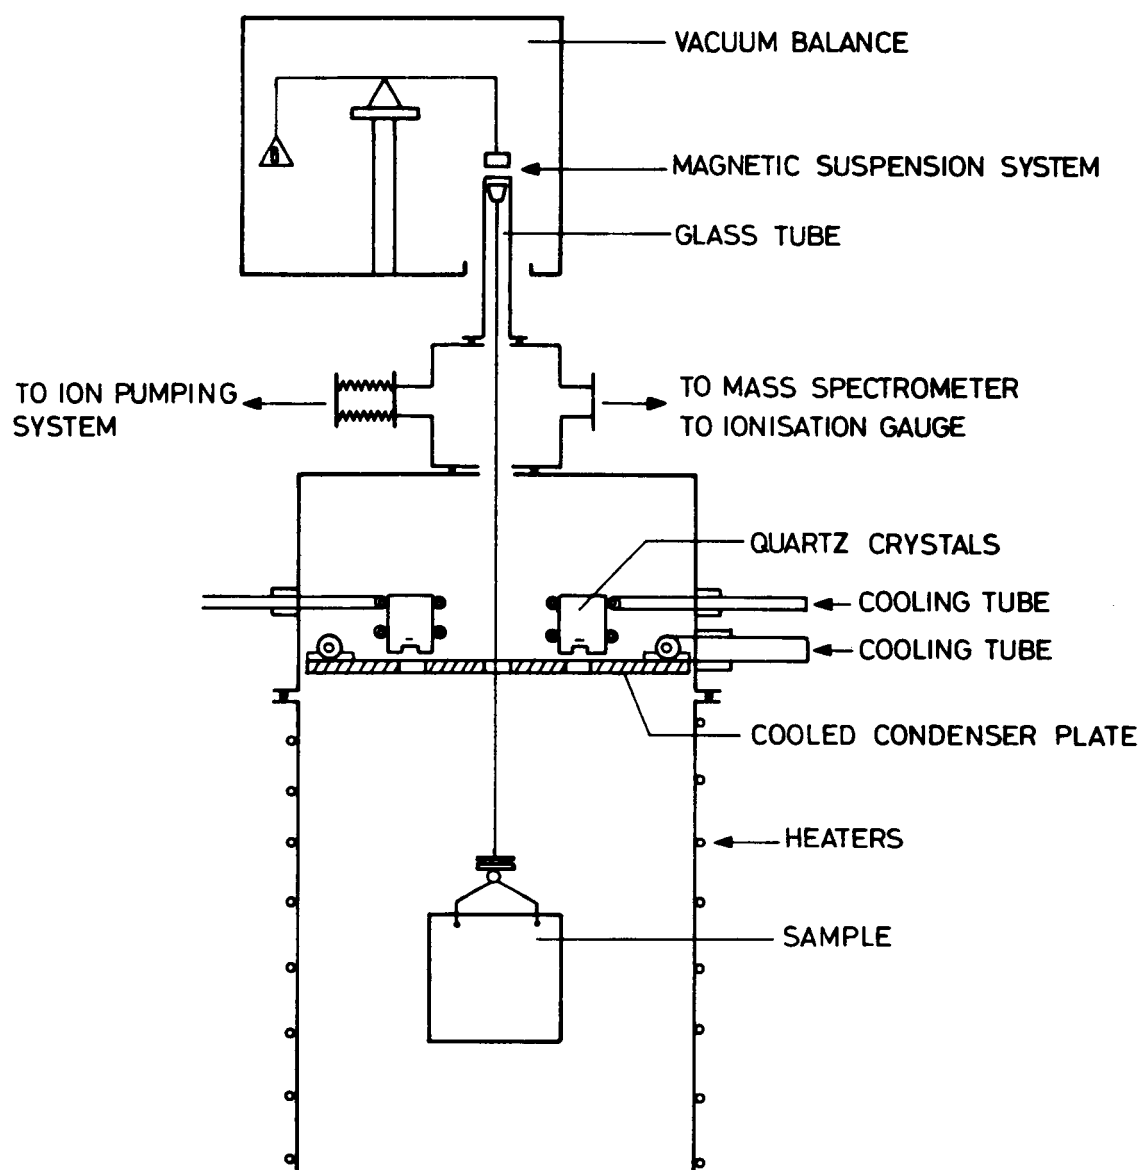 VACUUM BALANCE
MAGNETIC SUSPENSION SYSTEM
GLASS TUBE
TO ION PUMPING
SYSTEM
TO MASS SPECTROMETER
TO IONISATION GAUGE
QUARTZ CRYSTALS
COOLING TUBE
COOLING TUBE
COOLED CONDENSER PLATE
HEATERS
SAMPLE